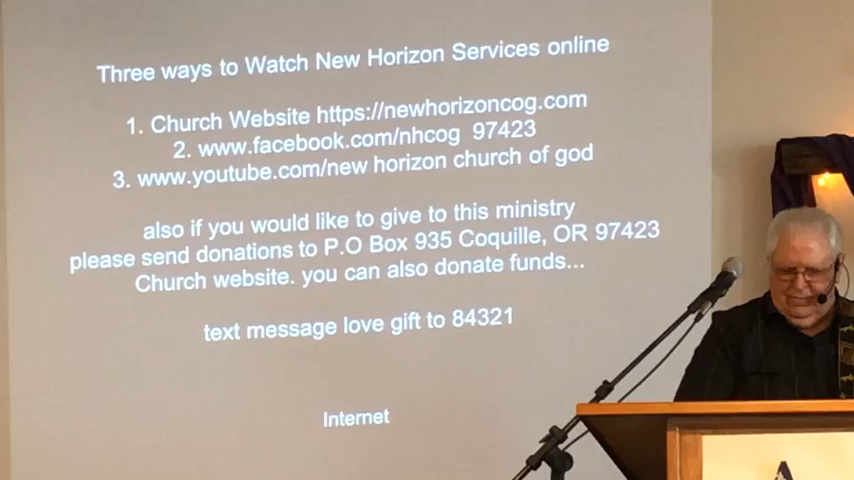 Three ways to Watch New Horizon Services online
1. Church Website https://newhorizoncog.com
2. www.facebook.com/nhcog 97423
3. www.youtube.com/new horizon church of god
also if you would like to give to this ministry
please send donations to P.O Box 935 Coquille, OR 97423
Church website. you can also donate funds...
text message love gift to 84321
Internet